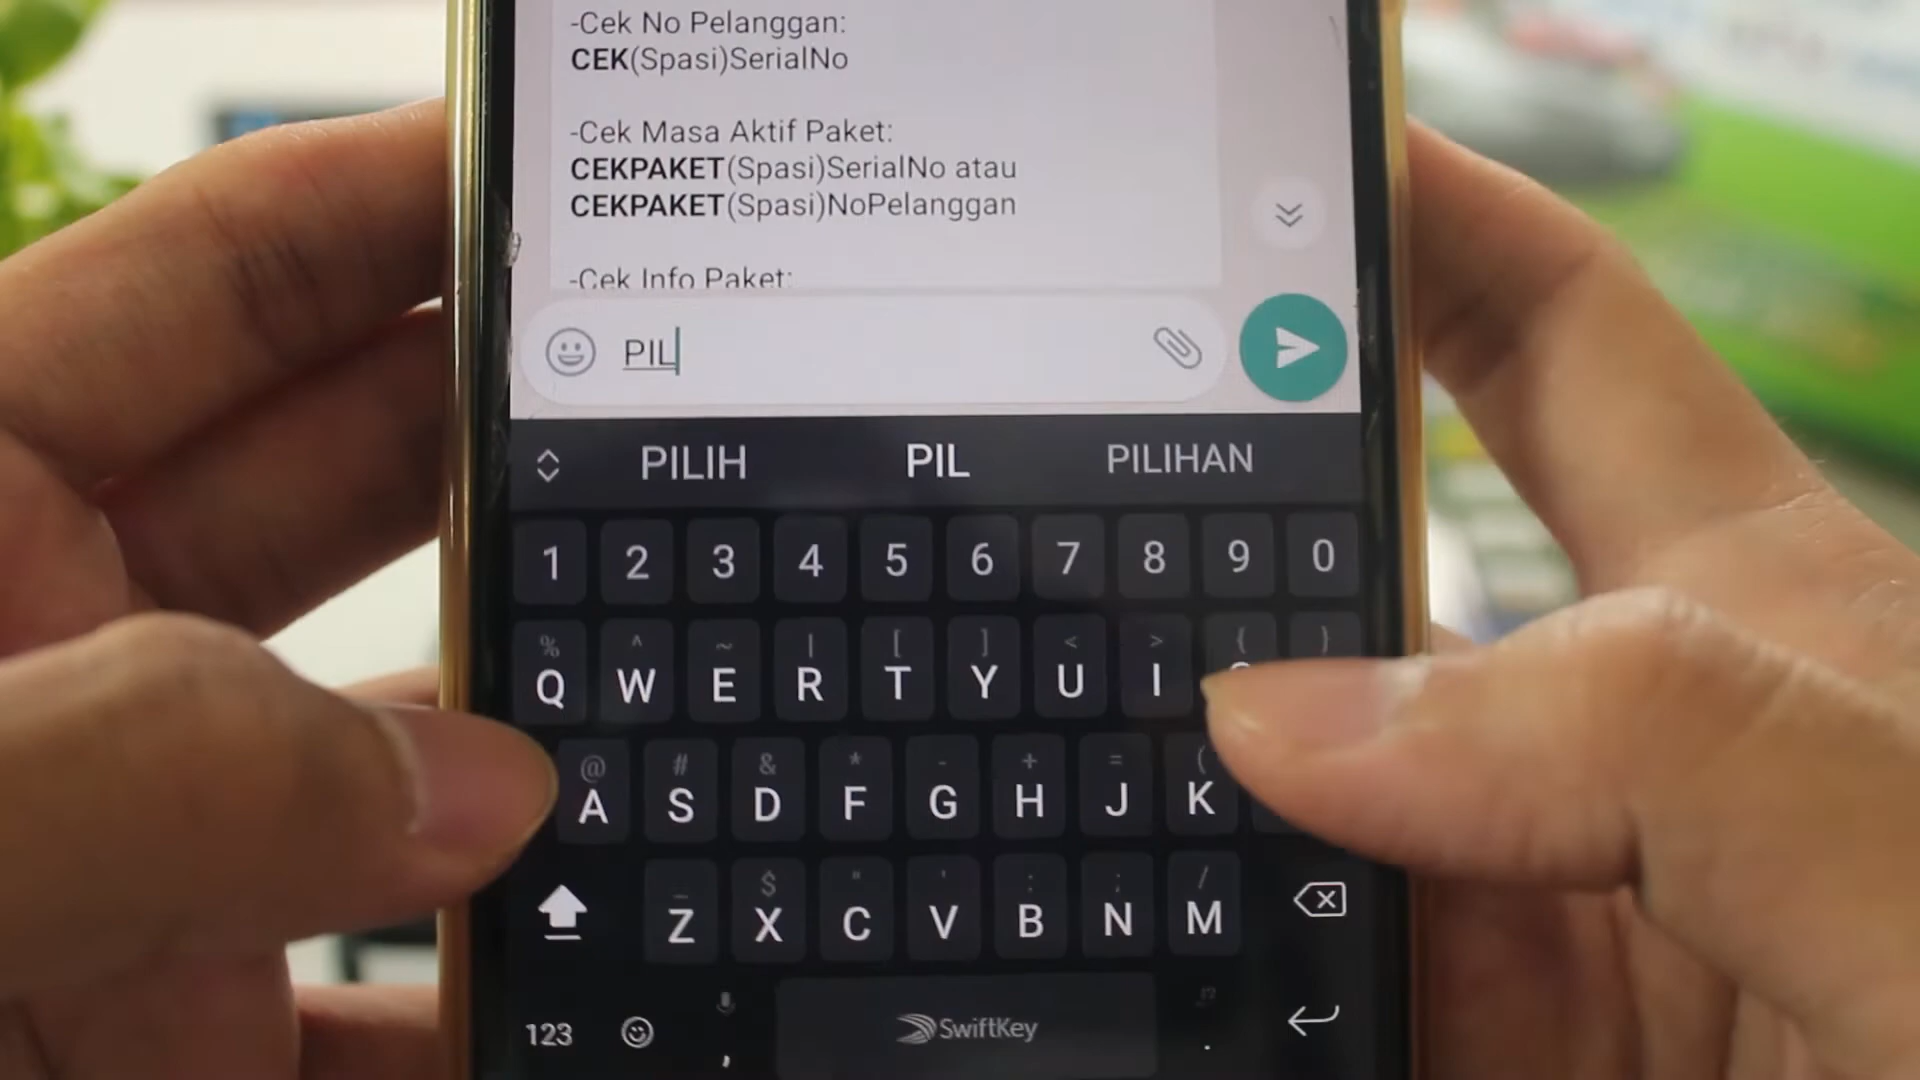 -Cek No Pelanggan:
CEK(Spasi)SerialNo
-Cek Masa Aktif Paket:
CEKPAKET(Spasi)SerialNo atau
CEKPAKET(Spasi)NoPelanggan
-Cek Info Paket:
PIL
PILIH PIL PILIHAN
1 2 3 4 5 6 7 8 9 0
% ^ ~ | [ ] < > { }
Q W E R T Y U I
@ # & * - + = (
A S D F G H J K
_ $ " ' : ; /
Z X C V B N M
123 , SwiftKey !? .